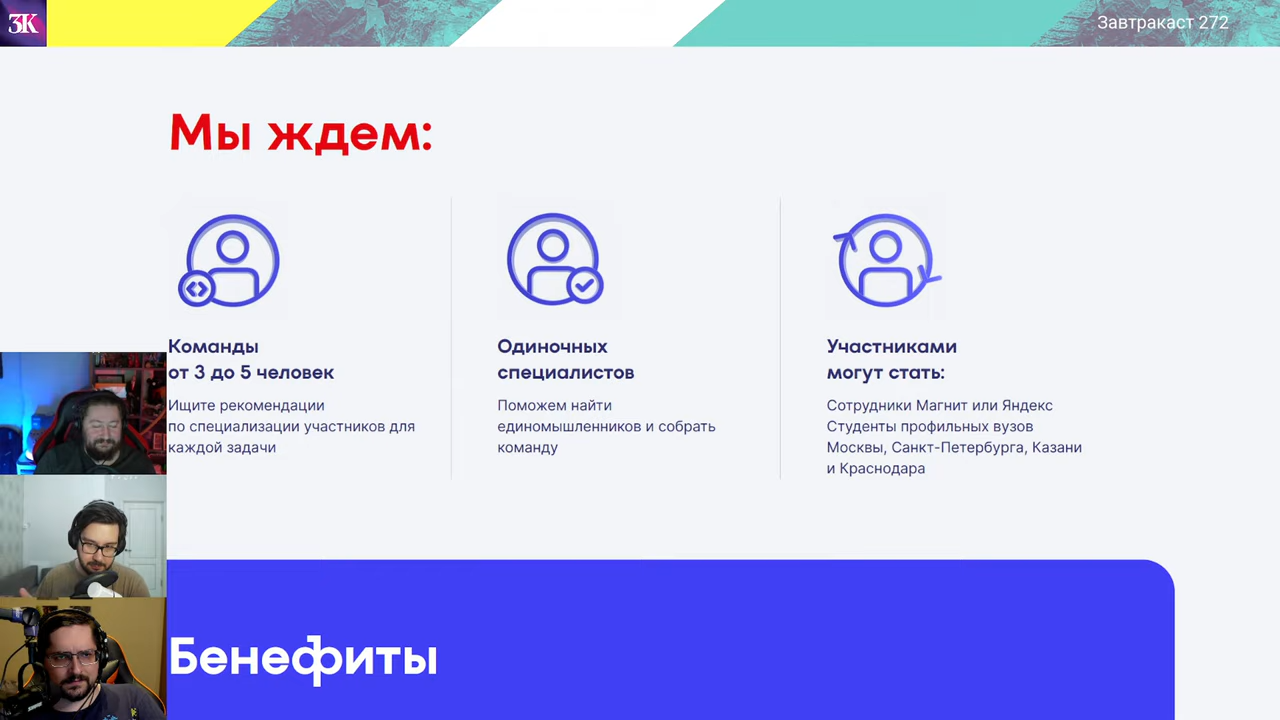 ЗК
Завтракаст 272
Мы ждем:
Команды
от 3 до 5 человек
Ищите рекомендации
по специализации участников для
каждой задачи
Одиночных
специалистов
Поможем найти
единомышленников и собрать
команду
Участниками
могут стать:
Сотрудники Магнит или Яндекс
Студенты профильных вузов
Москвы, Санкт-Петербурга, Казани
и Краснодара
Бенефиты